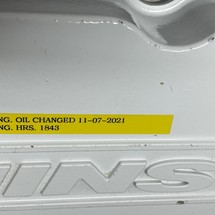 NG. OIL CHANGED 11-07-2021
NG. HRS. 1843
INS